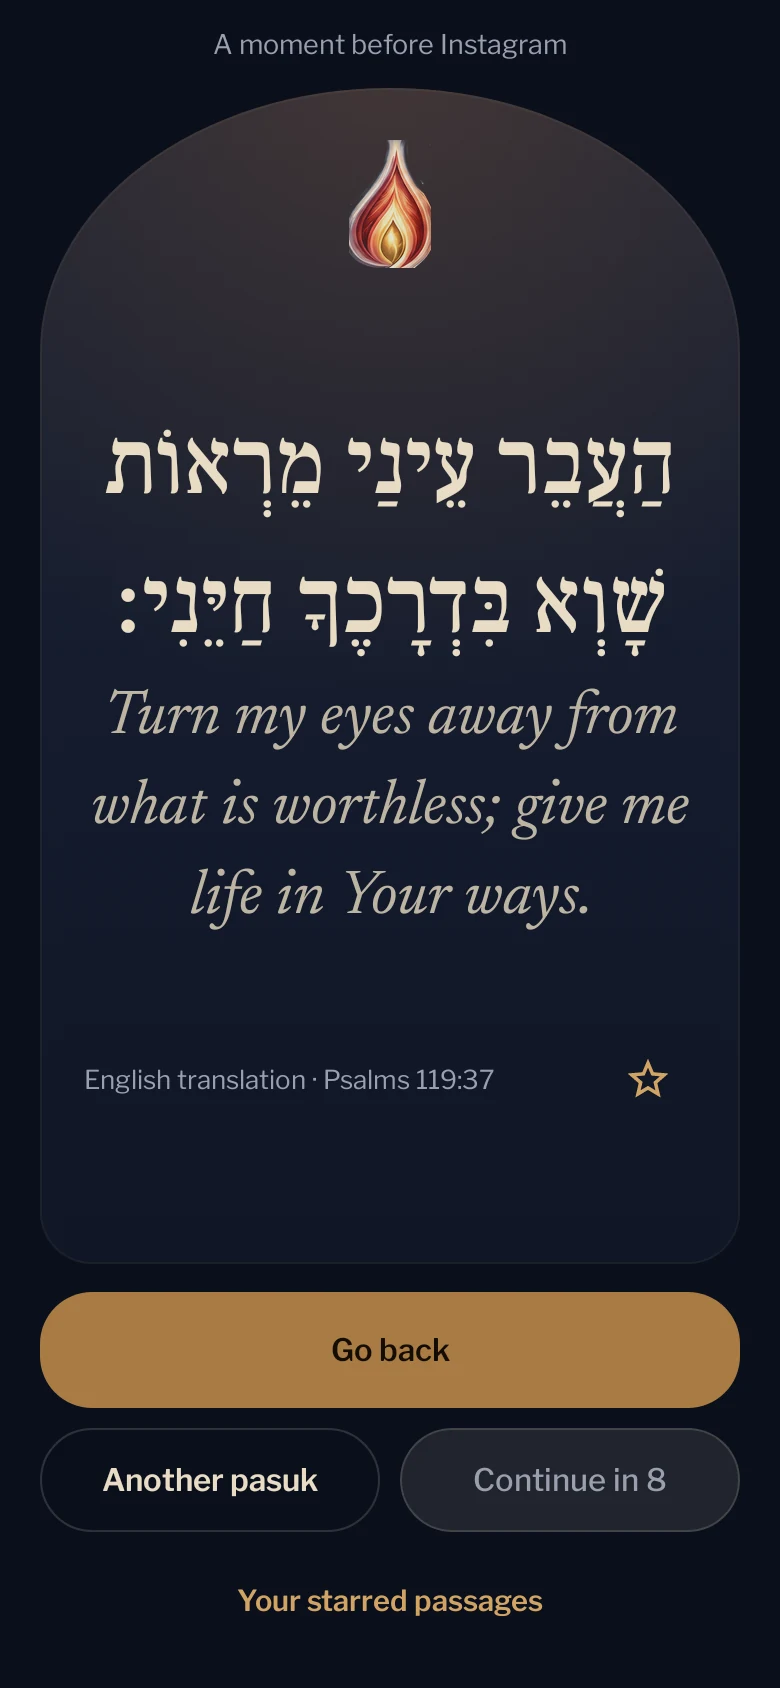 A moment before Instagram
הַעֲבֵר עֵינַי מֵרְאוֹת
שָׁוְא בִּדְרָכֶךָ חַיֵּנִי׃
Turn my eyes away from
what is worthless; give me
life in Your ways.
English translation · Psalms 119:37
Go back
Another pasuk
Continue in 8
Your starred passages